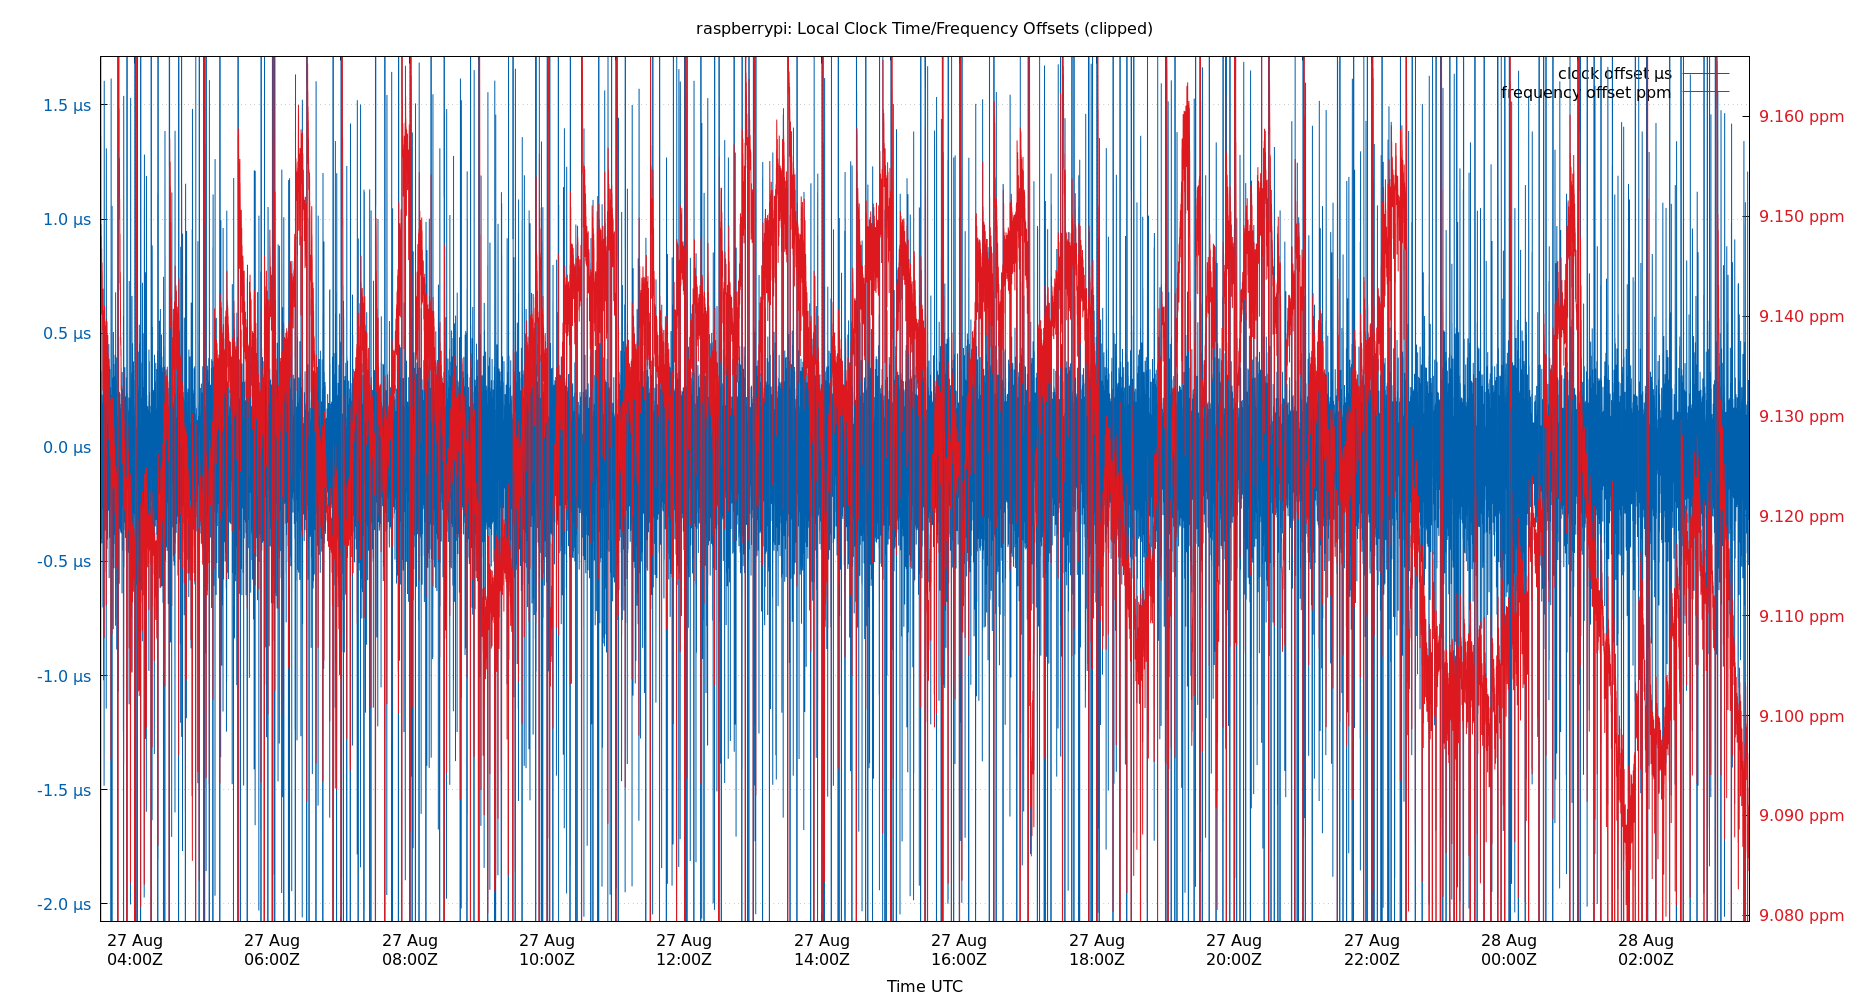 raspberrypi: Local Clock Time/Frequency Offsets (clipped)
clock offset µs
frequency offset ppm
1.5 µs
1.0 µs
0.5 µs
0.0 µs
-0.5 µs
-1.0 µs
-1.5 µs
-2.0 µs
9.160 ppm
9.150 ppm
9.140 ppm
9.130 ppm
9.120 ppm
9.110 ppm
9.100 ppm
9.090 ppm
9.080 ppm
27 Aug 27 Aug 27 Aug 27 Aug 27 Aug 27 Aug 27 Aug 27 Aug 27 Aug 27 Aug 28 Aug 28 Aug
04:00Z 06:00Z 08:00Z 10:00Z 12:00Z 14:00Z 16:00Z 18:00Z 20:00Z 22:00Z 00:00Z 02:00Z
Time UTC